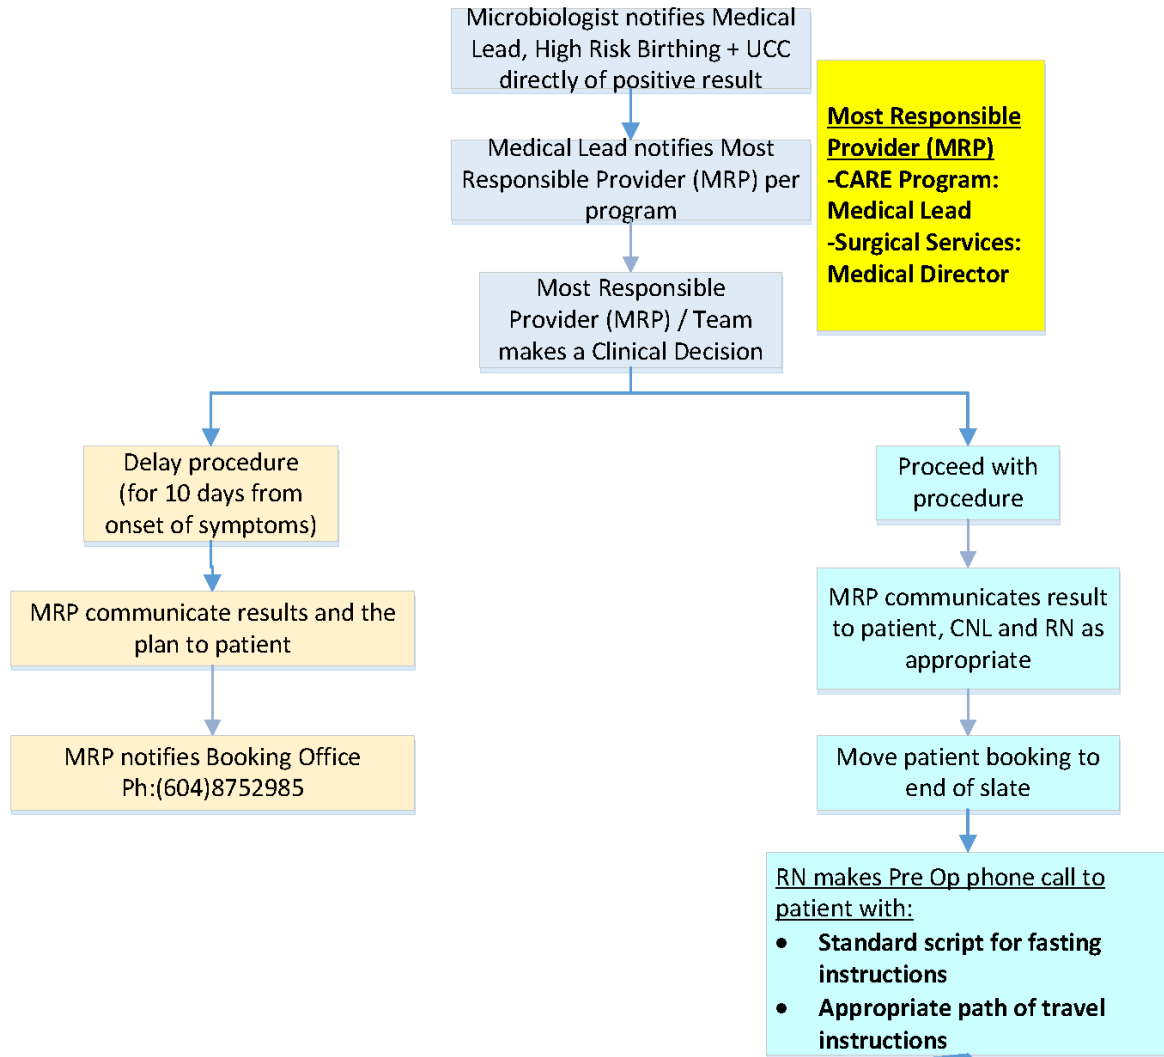 Microbiologist notifies Medical
Lead, High Risk Birthing + UCC
directly of positive result
Most Responsible
Provider (MRP)
-CARE Program:
Medical Lead
-Surgical Services:
Medical Director
Medical Lead notifies Most
Responsible Provider (MRP) per
program
Most Responsible
Provider (MRP) / Team
makes a Clinical Decision
Delay procedure
(for 10 days from
onset of symptoms)
MRP communicate results and the
plan to patient
MRP notifies Booking Office
Ph:(604)8752985
Proceed with
procedure
MRP communicates result
to patient, CNL and RN as
appropriate
Move patient booking to
end of slate
RN makes Pre Op phone call to
patient with:
• Standard script for fasting
instructions
• Appropriate path of travel
instructions